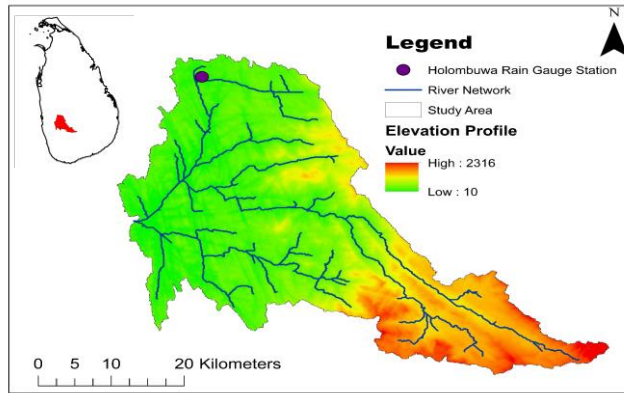 N
Legend
Holombuwa Rain Gauge Station
River Network
Study Area
Elevation Profile
Value
High : 2316
Low : 10
0 5 10 20 Kilometers